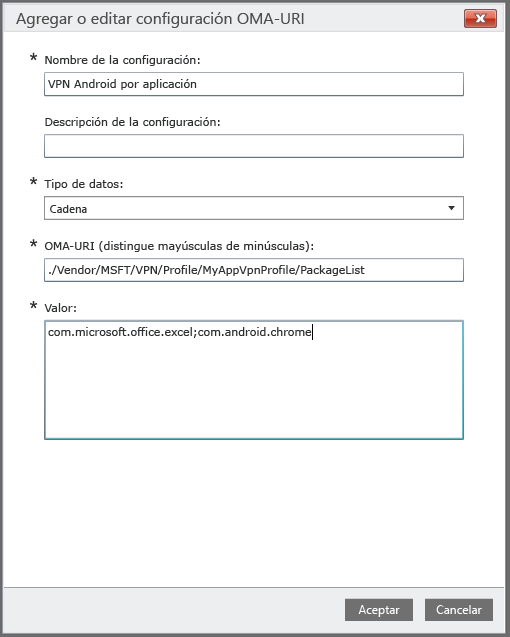 Agregar o editar configuración OMA-URI
* Nombre de la configuración:
VPN Android por aplicación
Descripción de la configuración:
* Tipo de datos:
Cadena
* OMA-URI (distingue mayúsculas de minúsculas):
./Vendor/MSFT/VPN/Profile/MyAppVpnProfile/PackageList
* Valor:
com.microsoft.office.excel;com.android.chrome
Aceptar Cancelar